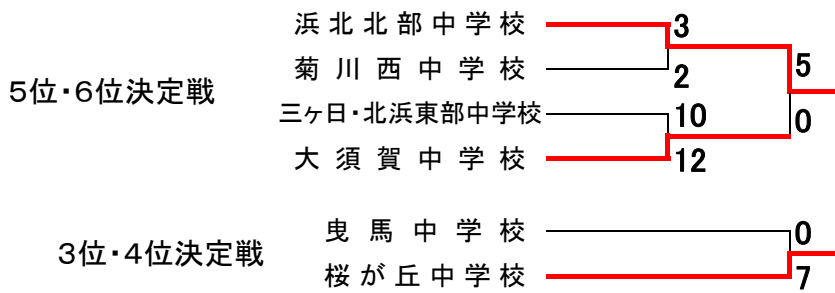 浜北北部中学校 3
菊川西中学校 2
5
5位・6位決定戦
三ヶ日・北浜東部中学校 10
0
大須賀中学校 12
曳馬中学校 0
3位・4位決定戦
桜が丘中学校 7